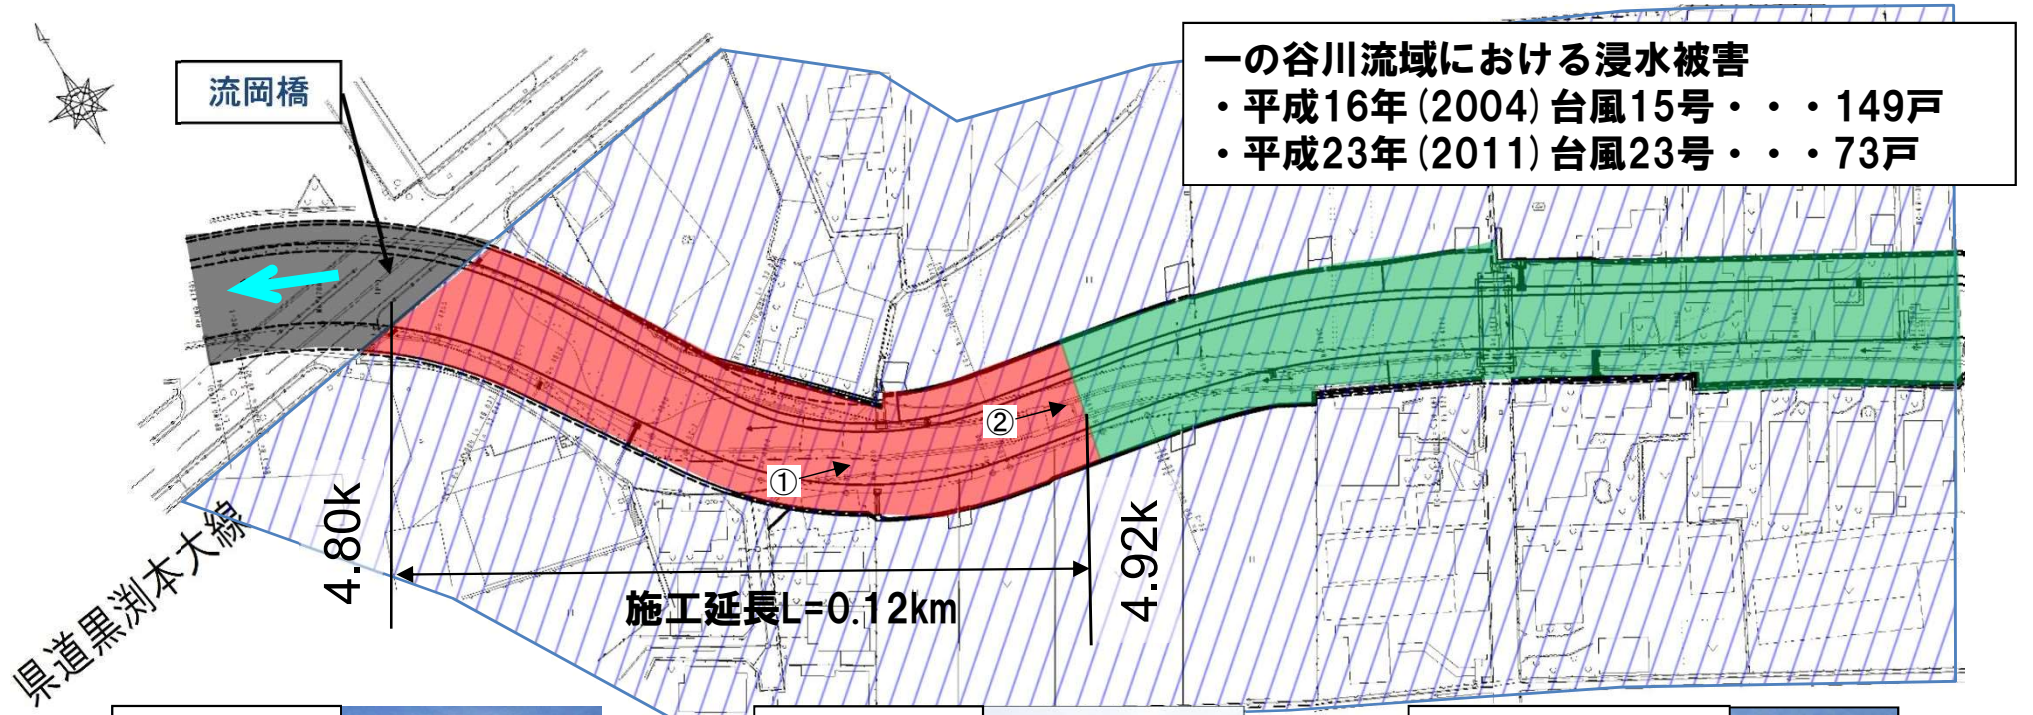 一の谷川流域における浸水被害
・平成16年(2004)台風15号・・・149戸
・平成23年(2011)台風23号・・・73戸
流岡橋
②
①
4.80k
4.92k
施工延長L=0.12km
県道黒渕本大線